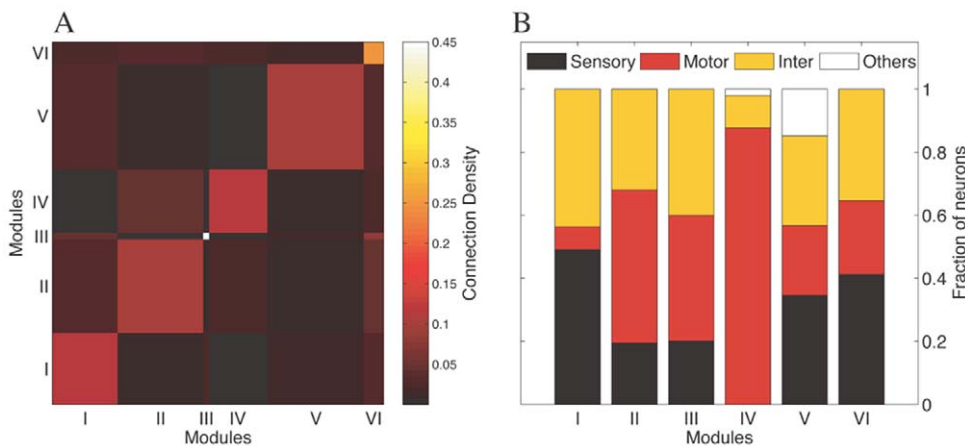 A
VI
V
IV
III
II
I
Modules
I II III IV V VI
Modules
0.45
0.4
0.35
0.3
0.25
0.2
0.15
0.1
0.05
Connection Density
B
Sensory Motor Inter Others
1
0.8
0.6
0.4
0.2
0
Fraction of neurons
I II III IV V VI
Modules